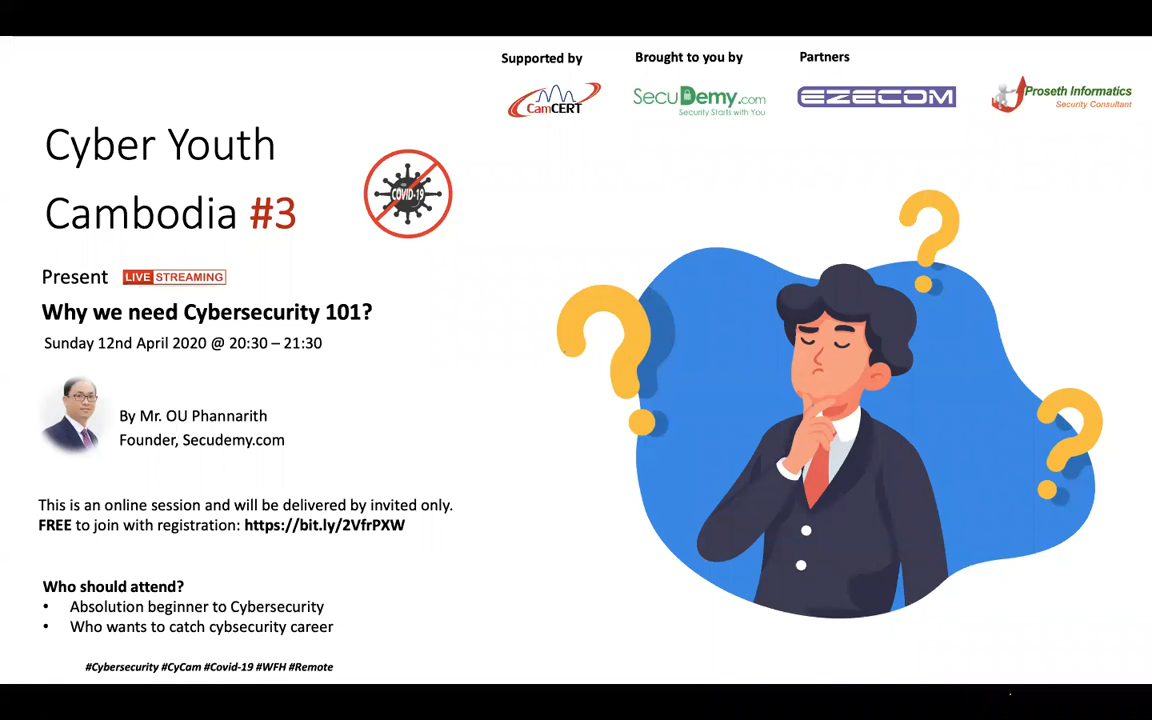 Supported by
Brought to you by
Partners
CamCERT
SecuDemy.com
Security Starts with You
EZECOM
Proseth Informatics
Security Consultant
Cyber Youth
Cambodia #3
COVID-19
Present LIVE STREAMING
Why we need Cybersecurity 101?
Sunday 12nd April 2020 @ 20:30 – 21:30
By Mr. OU Phannarith
Founder, Secudemy.com
This is an online session and will be delivered by invited only.
FREE to join with registration: https://bit.ly/2VfrPXW
Who should attend?
• Absolution beginner to Cybersecurity
• Who wants to catch cybsecurity career
#Cybersecurity #CyCam #Covid-19 #WFH #Remote